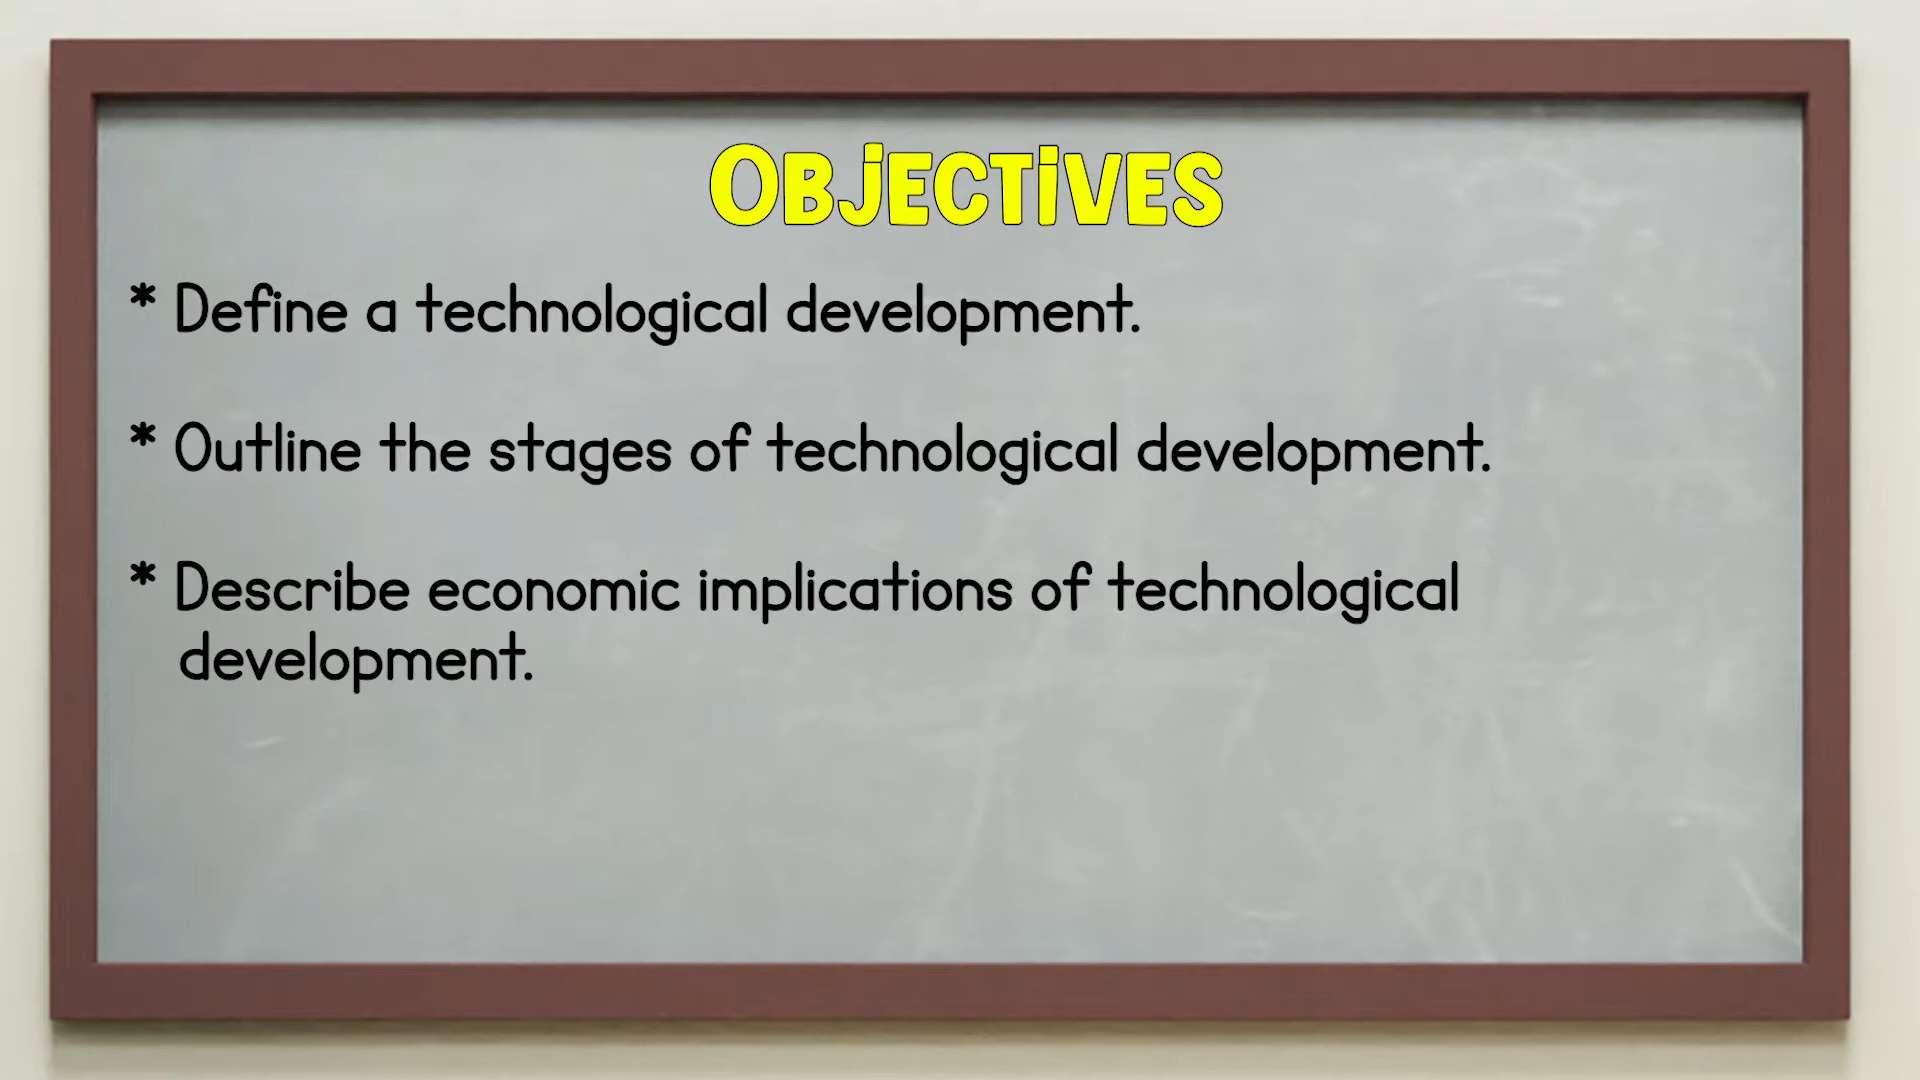 OBJECTIVES
* Define a technological development.
* Outline the stages of technological development.
* Describe economic implications of technological
development.